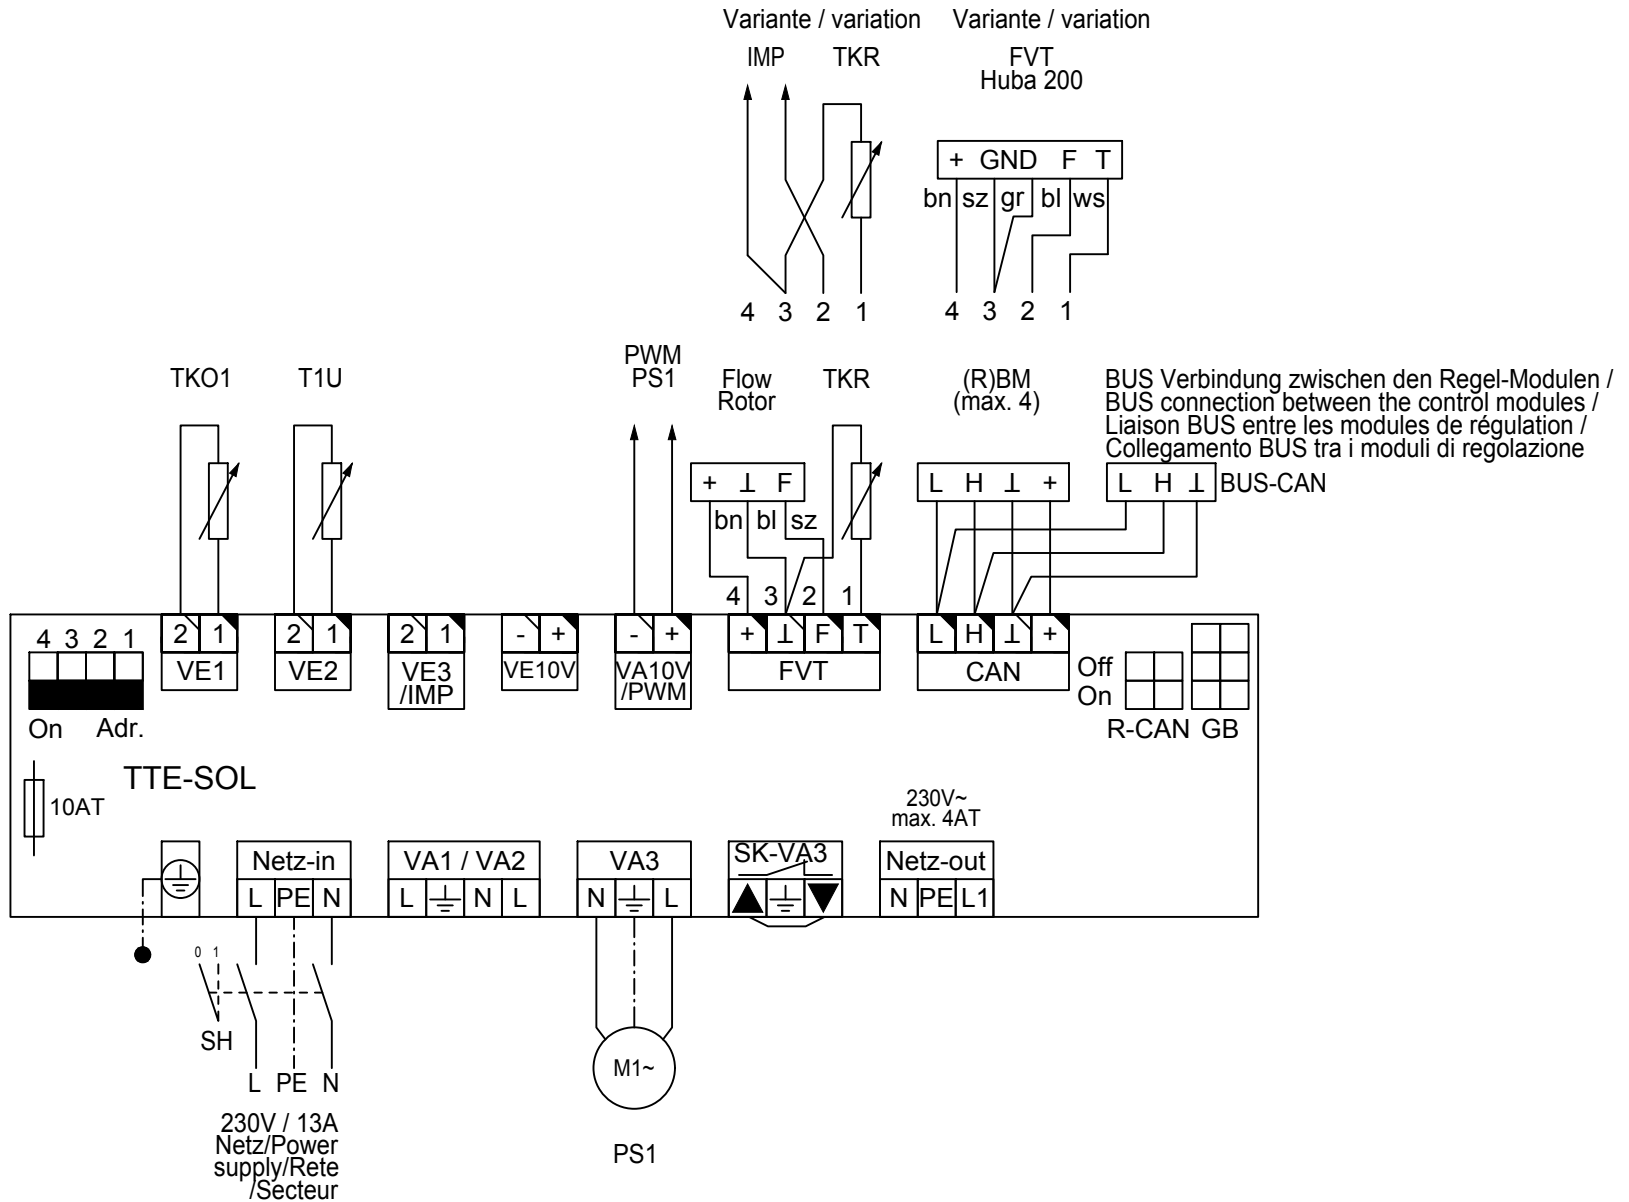 Variante / variation
Variante / variation
IMP
TKR
FVT
Huba 200
+ GND F T
bn sz gr bl ws
4 3 2 1
4 3 2 1
TKO1
T1U
PWM
PS1
Flow
Rotor
TKR
(R)BM
(max. 4)
BUS Verbindung zwischen den Regel-Modulen /
BUS connection between the control modules /
Liaison BUS entre les modules de régulation /
Collegamento BUS tra i moduli di regolazione
+ ⊥ F
bn bl sz
L H ⊥ +
L H ⊥ BUS-CAN
4 3 2 1
4 3 2 1
On Adr.
2 1
VE1
2 1
VE2
2 1
VE3
/IMP
- +
VE10V
- +
VA10V
/PWM
+ ⊥ F T
FVT
L H ⊥ +
CAN
Off
On
R-CAN GB
TTE-SOL
10AT
230V~
max. 4AT
Netz-in
L PE N
VA1 / VA2
L N L
VA3
N L
SK-VA3
Netz-out
N PE L1
0 1
SH
L PE N
230V / 13A
Netz/Power
supply/Rete
/Secteur
M1~
PS1